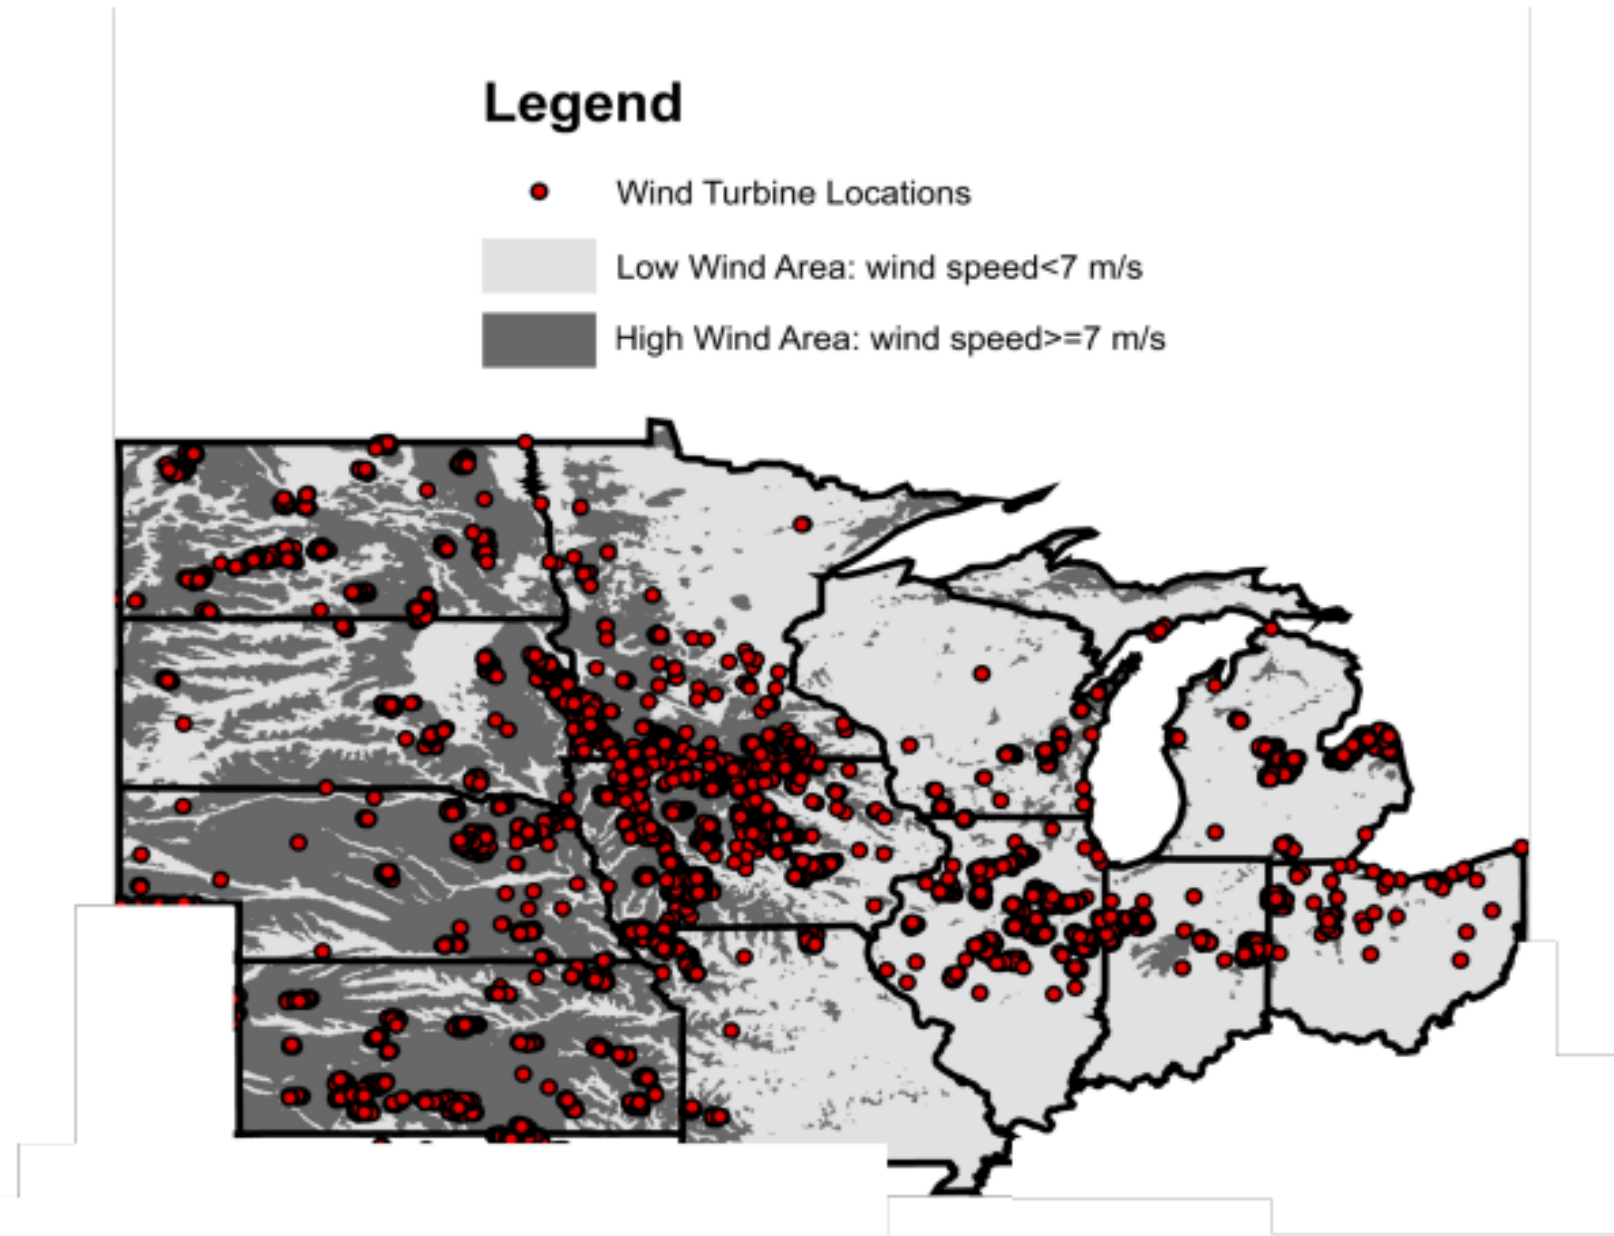 Legend
Wind Turbine Locations
Low Wind Area: wind speed<7 m/s
High Wind Area: wind speed>=7 m/s